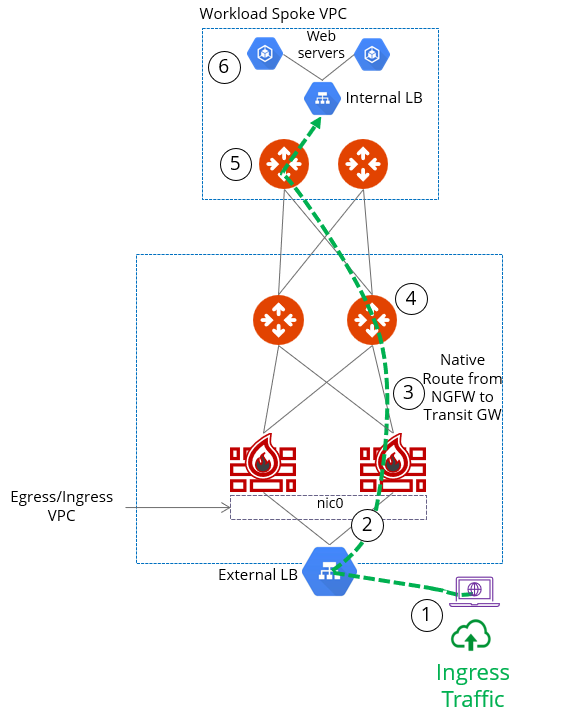 Workload Spoke VPC
Web
servers
6
Internal LB
5
4
Native
Route from
NGFW to
Transit GW
3
Egress/Ingress
VPC
nic0
2
External LB
1
Ingress
Traffic